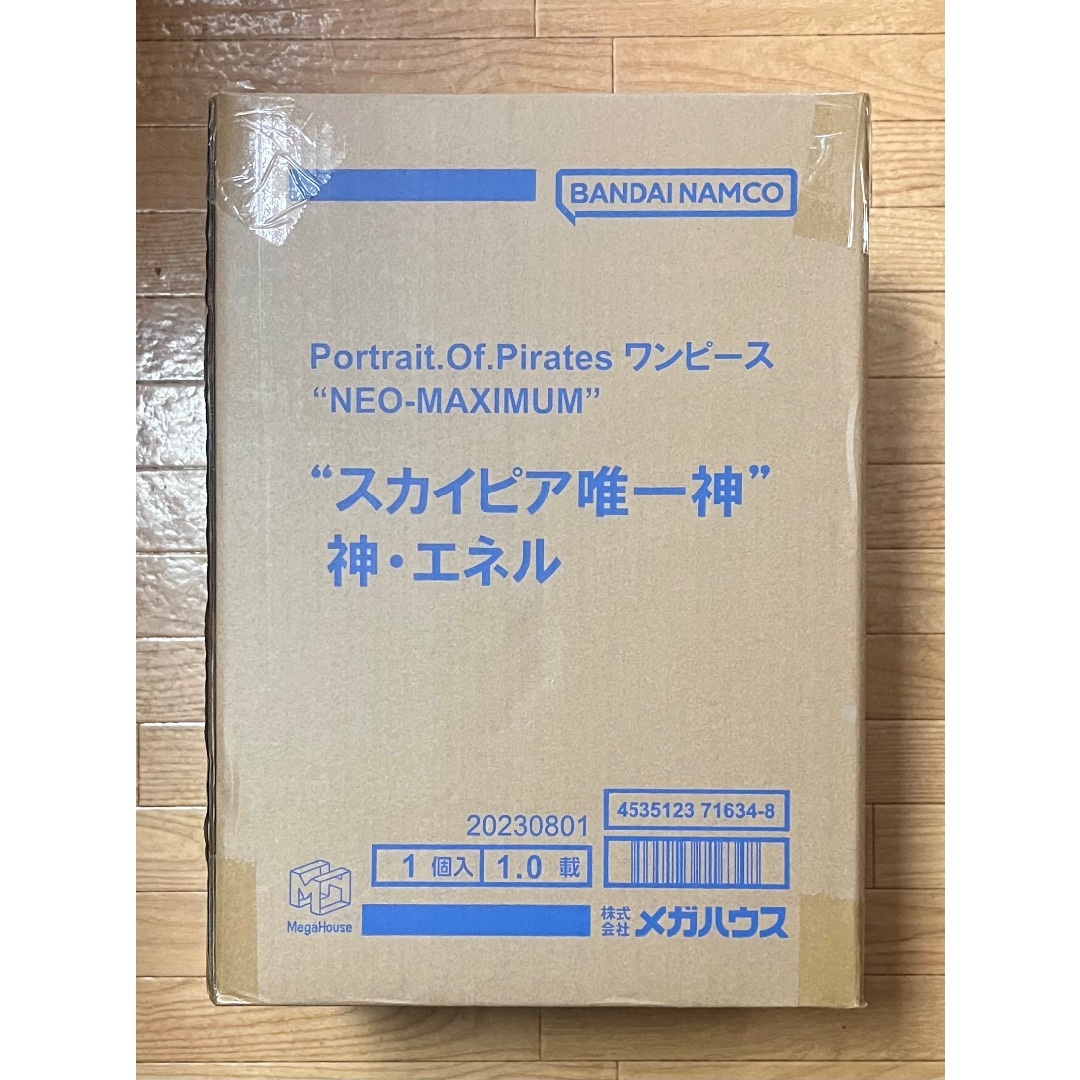 BANDAI NAMCO
Portrait.Of.Pirates ワンピース
“NEO-MAXIMUM”
“スカイピア唯一神”
神・エネル
4535123 71634-8
20230801
1 個入 1.0 載
MegaHouse
株式会社 メガハウス